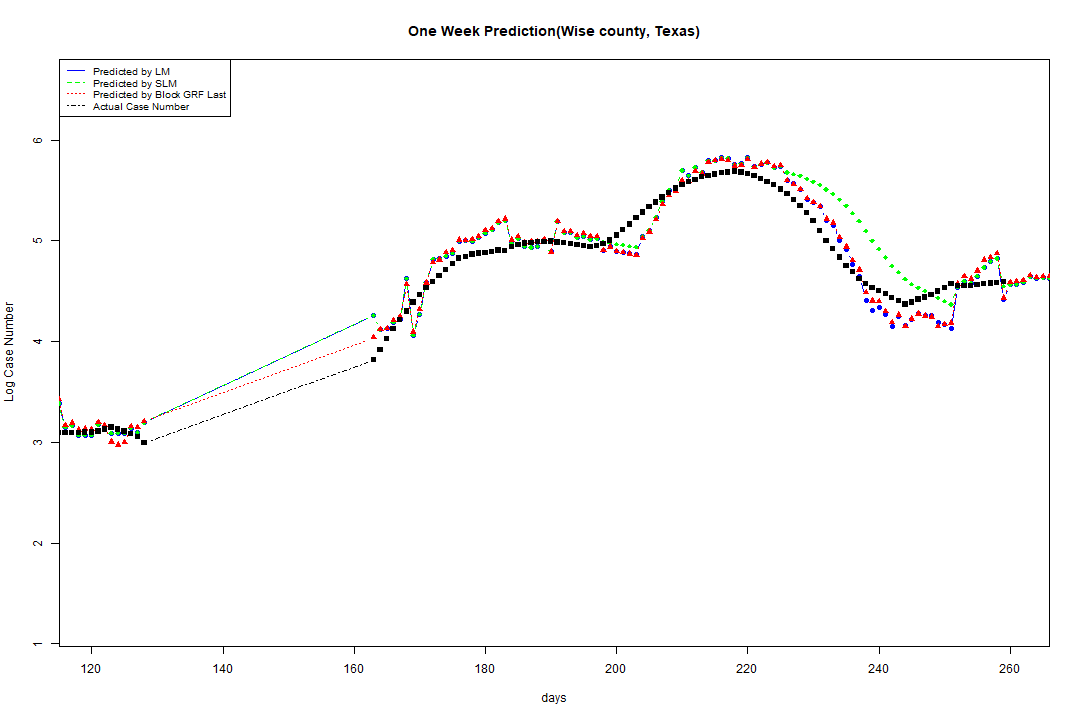 One Week Prediction(Wise county, Texas)
Predicted by LM
Predicted by SLM
Predicted by Block GRF Last
Actual Case Number
Log Case Number
6
5
4
3
2
1
120 140 160 180 200 220 240 260
days